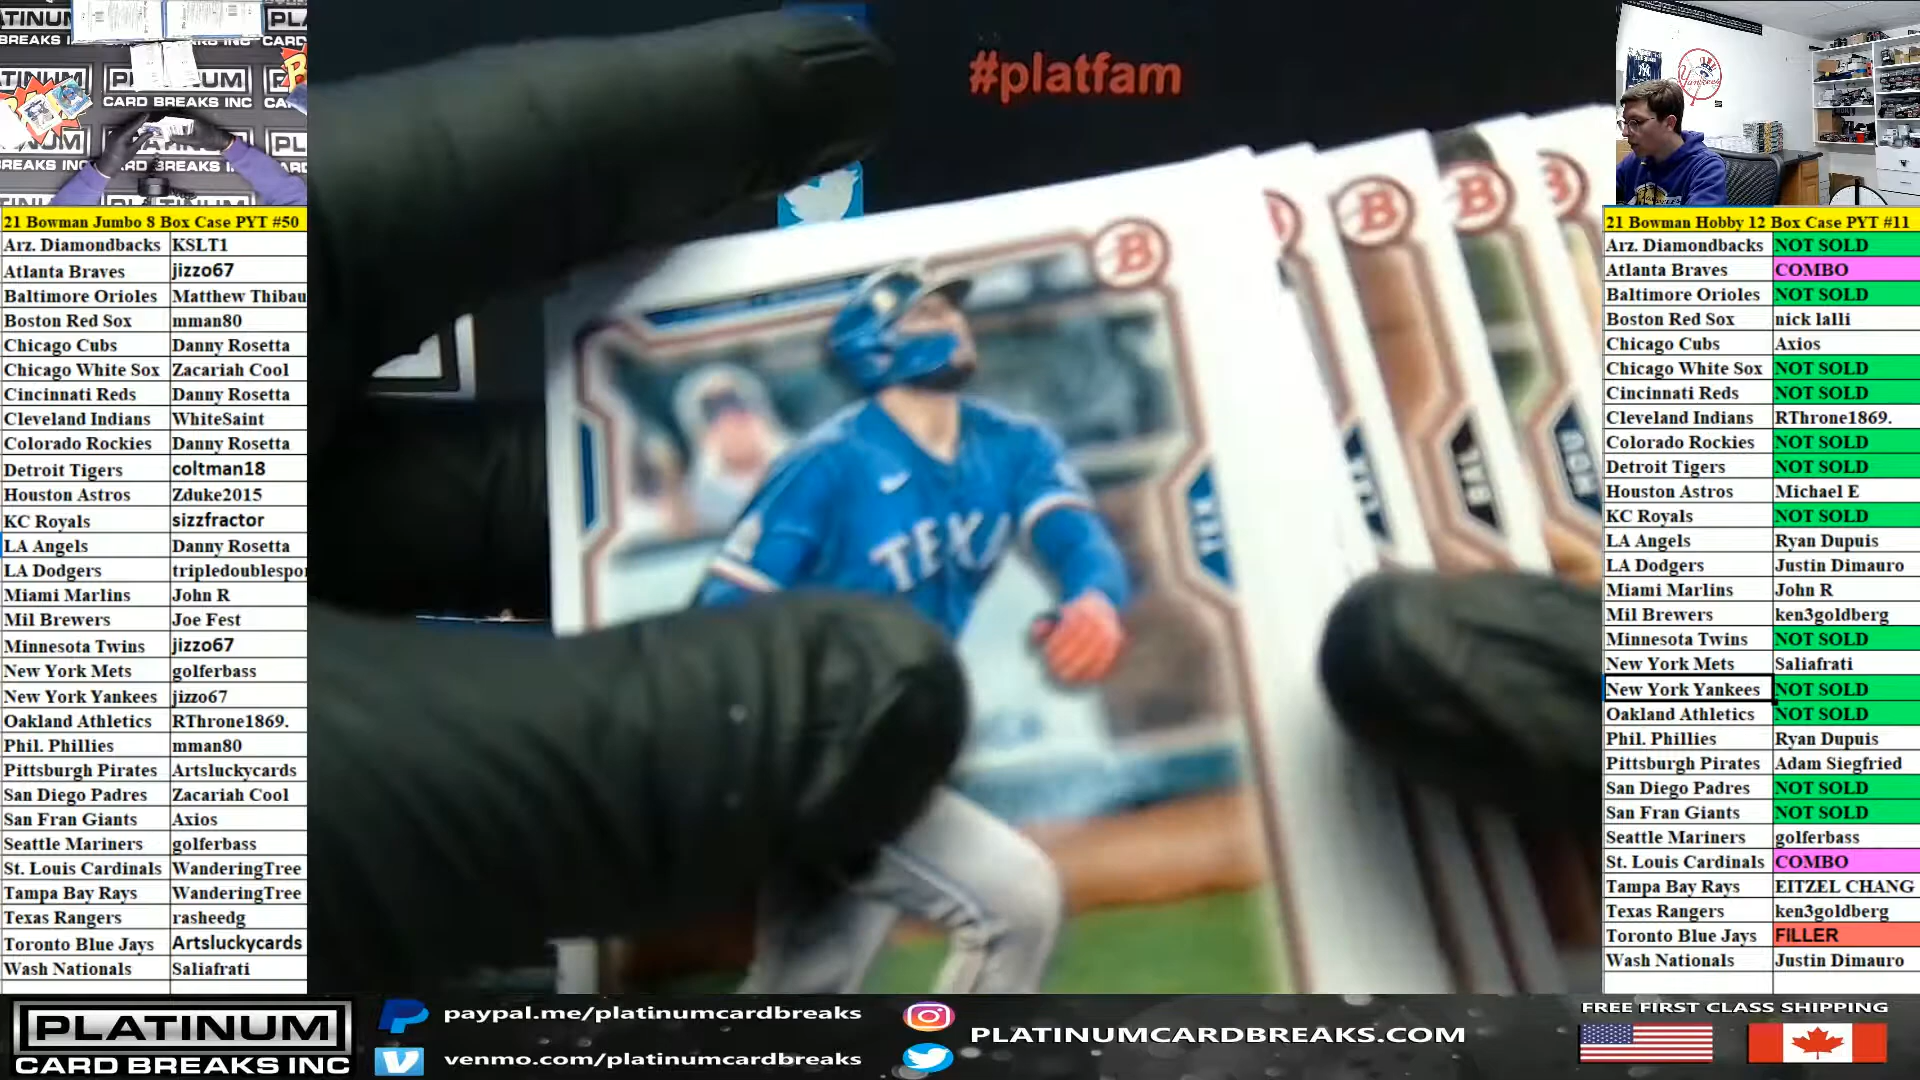 #platfam
PLATINUM
CARD BREAKS INC
21 Bowman Jumbo 8 Box Case PYT #50
Arz. Diamondbacks KSLT1
Atlanta Braves jizzo67
Baltimore Orioles Matthew Thibau
Boston Red Sox mman80
Chicago Cubs Danny Rosetta
Chicago White Sox Zacariah Cool
Cincinnati Reds Danny Rosetta
Cleveland Indians WhiteSaint
Colorado Rockies Danny Rosetta
Detroit Tigers coltman18
Houston Astros Zduke2015
KC Royals sizzfractor
LA Angels Danny Rosetta
LA Dodgers tripledoublespor
Miami Marlins John R
Mil Brewers Joe Fest
Minnesota Twins jizzo67
New York Mets golferbass
New York Yankees jizzo67
Oakland Athletics RThrone1869.
Phil. Phillies mman80
Pittsburgh Pirates Artsluckycards
San Diego Padres Zacariah Cool
San Fran Giants Axios
Seattle Mariners golferbass
St. Louis Cardinals WanderingTree
Tampa Bay Rays WanderingTree
Texas Rangers rasheedg
Toronto Blue Jays Artsluckycards
Wash Nationals Saliafrati
B
B
B
B
TEXA
TEX
BAL
HOU
Yankees
21 Bowman Hobby 12 Box Case PYT #11
Arz. Diamondbacks NOT SOLD
Atlanta Braves COMBO
Baltimore Orioles NOT SOLD
Boston Red Sox nick lalli
Chicago Cubs Axios
Chicago White Sox NOT SOLD
Cincinnati Reds NOT SOLD
Cleveland Indians RThrone1869.
Colorado Rockies NOT SOLD
Detroit Tigers NOT SOLD
Houston Astros Michael E
KC Royals NOT SOLD
LA Angels Ryan Dupuis
LA Dodgers Justin Dimauro
Miami Marlins John R
Mil Brewers ken3goldberg
Minnesota Twins NOT SOLD
New York Mets Saliafrati
New York Yankees NOT SOLD
Oakland Athletics NOT SOLD
Phil. Phillies Ryan Dupuis
Pittsburgh Pirates Adam Siegfried
San Diego Padres NOT SOLD
San Fran Giants NOT SOLD
Seattle Mariners golferbass
St. Louis Cardinals COMBO
Tampa Bay Rays EITZEL CHANG
Texas Rangers ken3goldberg
Toronto Blue Jays FILLER
Wash Nationals Justin Dimauro
PLATINUM
CARD BREAKS INC
paypal.me/platinumcardbreaks
venmo.com/platinumcardbreaks
PLATINUMCARDBREAKS.COM
FREE FIRST CLASS SHIPPING